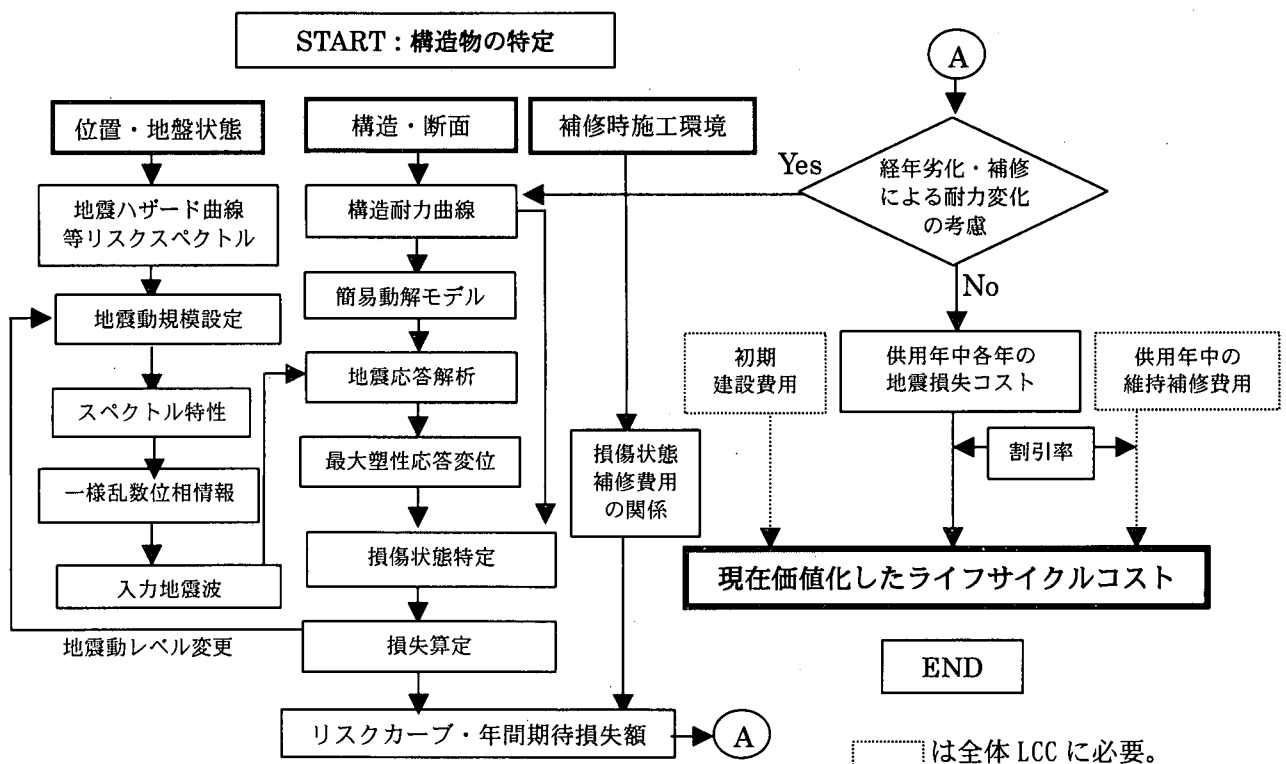 START：構造物の特定
位置・地盤状態
地震ハザード曲線
等リスクスペクトル
地震動規模設定
スペクトル特性
一様乱数位相情報
入力地震波
地震動レベル変更
構造・断面
構造耐力曲線
簡易動解モデル
地震応答解析
最大塑性応答変位
損傷状態特定
損失算定
補修時施工環境
損傷状態
補修費用
の関係
リスクカーブ・年間期待損失額
A
A
経年劣化・補修
による耐力変化
の考慮
Yes
No
初期
建設費用
供用年中各年の
地震損失コスト
供用年中の
維持補修費用
割引率
現在価値化したライフサイクルコスト
END
は全体 LCC に必要。